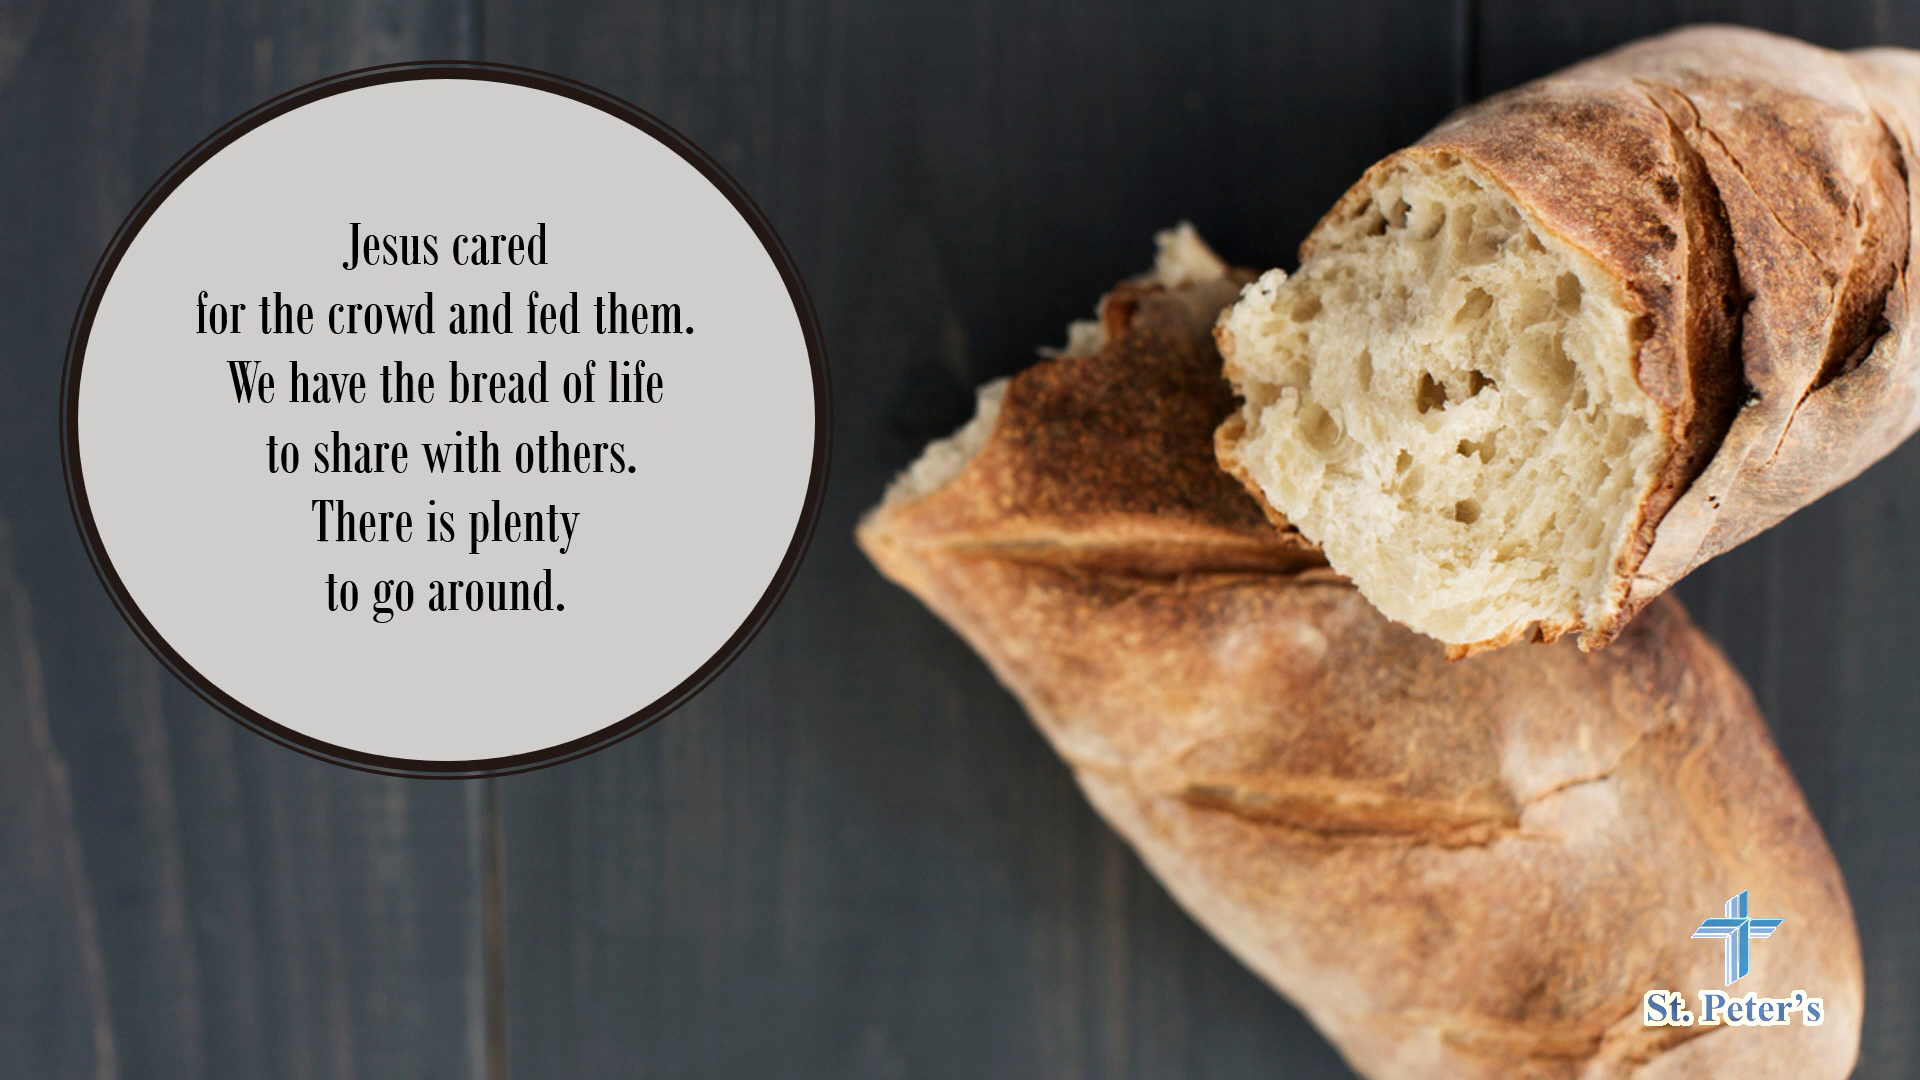 Jesus cared
for the crowd and fed them.
We have the bread of life
to share with others.
There is plenty
to go around.
St. Peter's